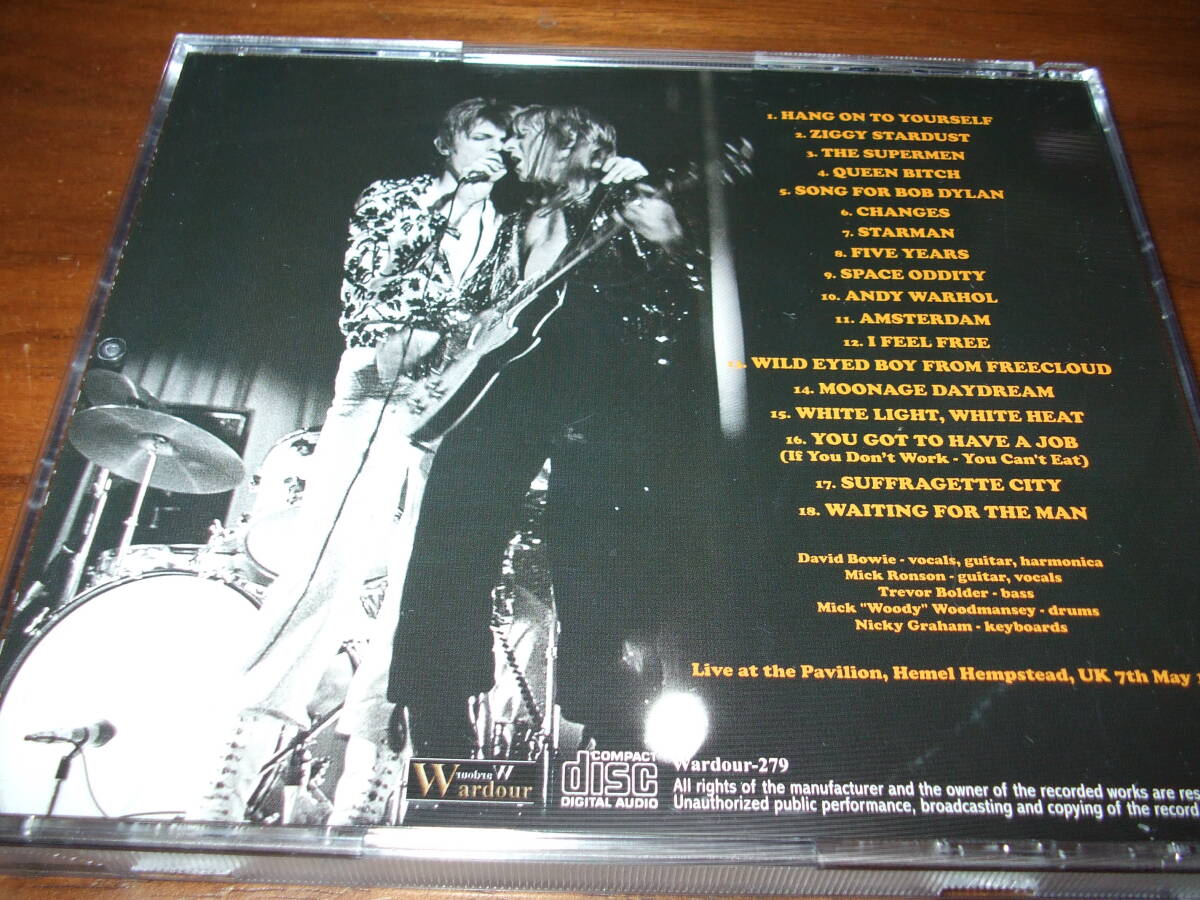 1. HANG ON TO YOURSELF
2. ZIGGY STARDUST
3. THE SUPERMEN
4. QUEEN BITCH
5. SONG FOR BOB DYLAN
6. CHANGES
7. STARMAN
8. FIVE YEARS
9. SPACE ODDITY
10. ANDY WARHOL
11. AMSTERDAM
12. I FEEL FREE
13. WILD EYED BOY FROM FREECLOUD
14. MOONAGE DAYDREAM
15. WHITE LIGHT, WHITE HEAT
16. YOU GOT TO HAVE A JOB
(If You Don't Work - You Can't Eat)
17. SUFFRAGETTE CITY
18. WAITING FOR THE MAN
David Bowie - vocals, guitar, harmonica
Mick Ronson - guitar, vocals
Trevor Bolder - bass
Mick "Woody" Woodmansey - drums
Nicky Graham - keyboards
Live at the Pavilion, Hemel Hempstead, UK 7th May
Wardour
Wardour
COMPACT
disc
DIGITAL AUDIO
Wardour-279
All rights of the manufacturer and the owner of the recorded works are
Unauthorized public performance, broadcasting and copying of the